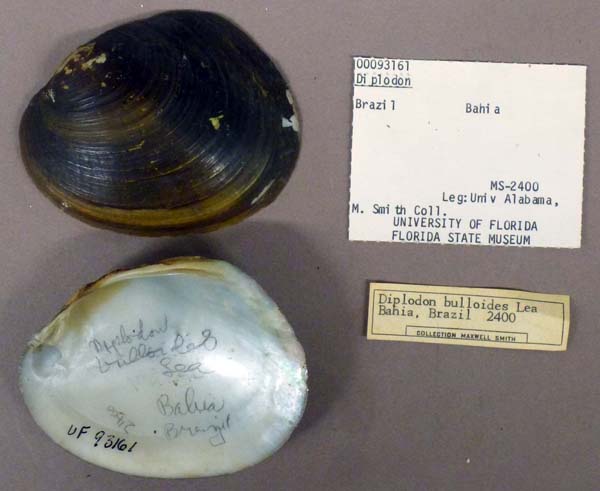 00093161
Diplodon
Brazil Bahia
MS-2400
Leg:Univ Alabama,
M. Smith Coll.
UNIVERSITY OF FLORIDA
FLORIDA STATE MUSEUM
Diplodon bulloides Lea
Bahia, Brazil 2400
COLLECTION MAXWELL SMITH
Diplodon
bulloides
Lea
Bahia
Brazil
2400
UF 93161